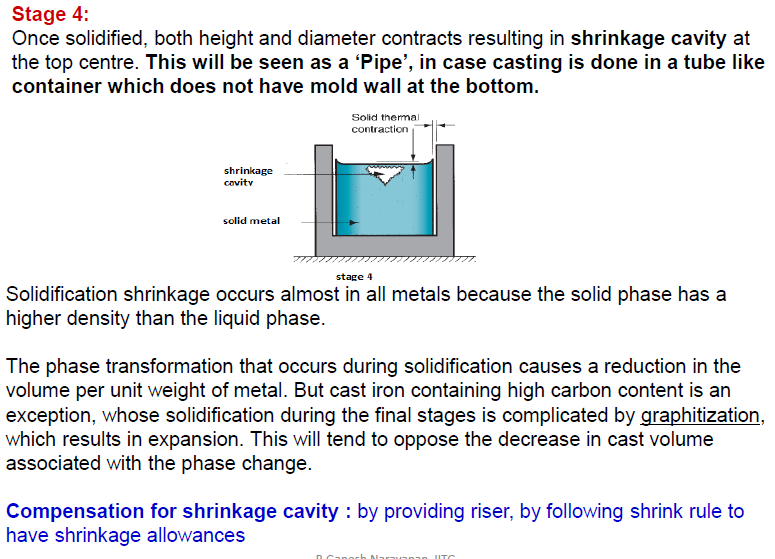 Stage 4:
Once solidified, both height and diameter contracts resulting in shrinkage cavity at
the top centre. This will be seen as a ‘Pipe’, in case casting is done in a tube like
container which does not have mold wall at the bottom.
Solid thermal
contraction
shrinkage
cavity
solid metal
stage 4
Solidification shrinkage occurs almost in all metals because the solid phase has a
higher density than the liquid phase.
The phase transformation that occurs during solidification causes a reduction in the
volume per unit weight of metal. But cast iron containing high carbon content is an
exception, whose solidification during the final stages is complicated by graphitization,
which results in expansion. This will tend to oppose the decrease in cast volume
associated with the phase change.
Compensation for shrinkage cavity : by providing riser, by following shrink rule to
have shrinkage allowances
R Ganesh Narayanan, IITG